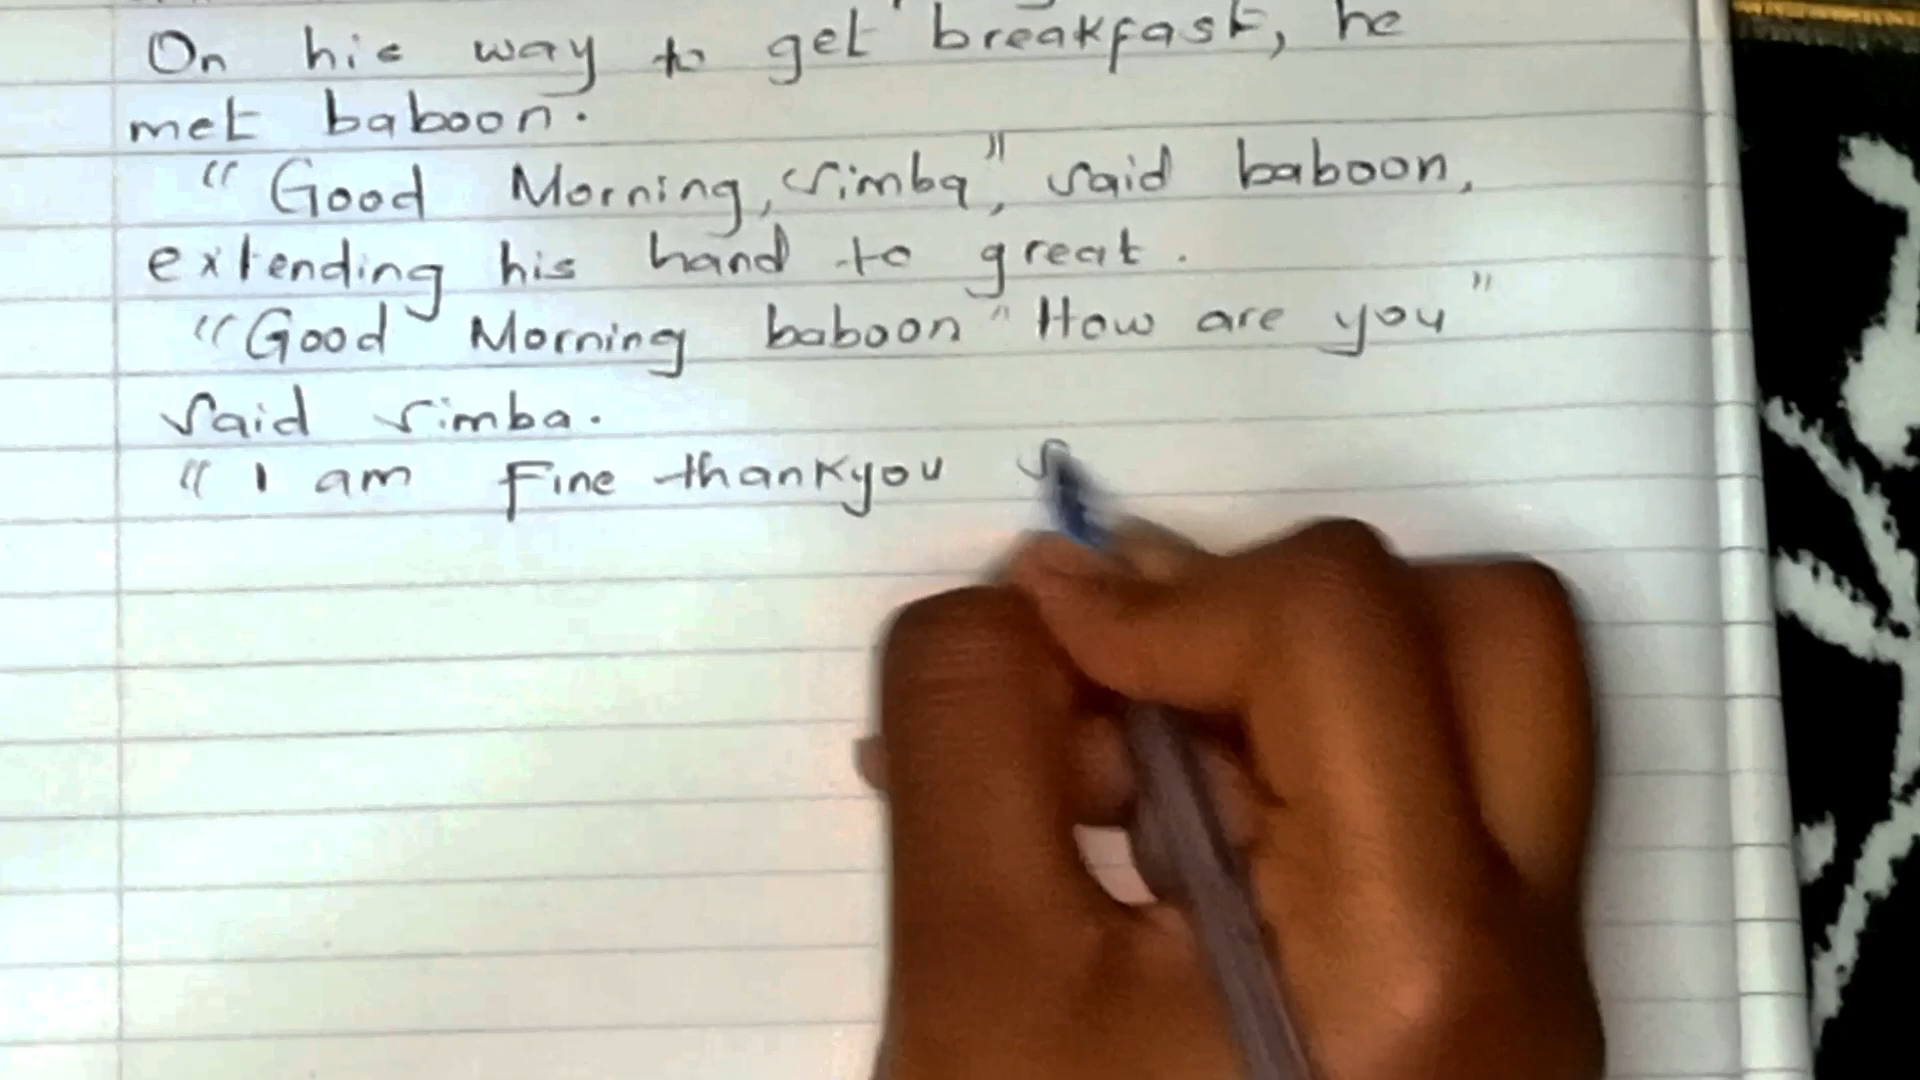 On his way to get breakfast, he
met baboon.
"Good Morning, simba", said baboon,
extending his hand to great.
"Good Morning baboon" How are you"
said simba.
"I am Fine thankyou